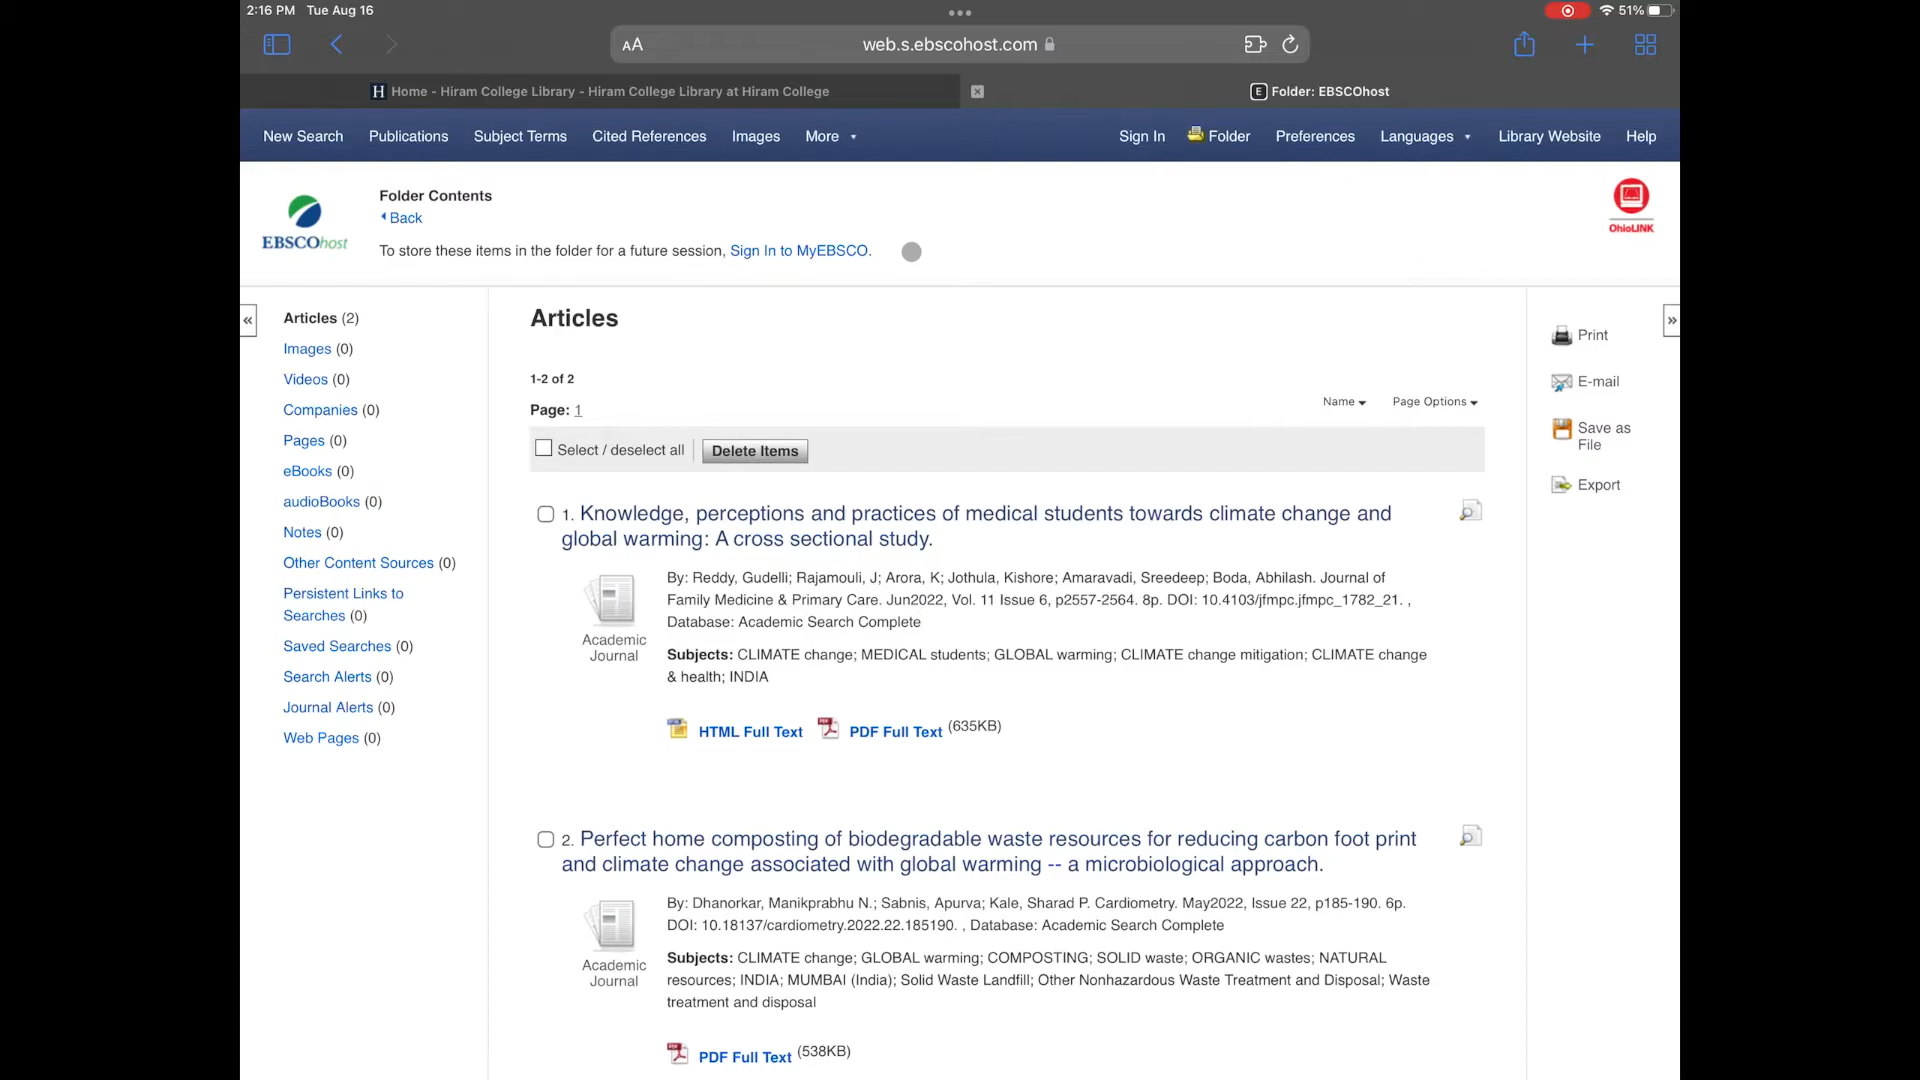 2:16 PM Tue Aug 16
51%
AA
web.s.ebscohost.com
H Home - Hiram College Library - Hiram College Library at Hiram College
E Folder: EBSCOhost
New Search Publications Subject Terms Cited References Images More
Sign In Folder Preferences Languages Library Website Help
EBSCOhost
Folder Contents
Back
To store these items in the folder for a future session, Sign In to MyEBSCO.
OhioLINK
«
»
Articles (2)
Images (0)
Videos (0)
Companies (0)
Pages (0)
eBooks (0)
audioBooks (0)
Notes (0)
Other Content Sources (0)
Persistent Links to
Searches (0)
Saved Searches (0)
Search Alerts (0)
Journal Alerts (0)
Web Pages (0)
Articles
1-2 of 2
Page: 1
Name Page Options
Select / deselect all Delete Items
1. Knowledge, perceptions and practices of medical students towards climate change and
global warming: A cross sectional study.
Academic
Journal
By: Reddy, Gudelli; Rajamouli, J; Arora, K; Jothula, Kishore; Amaravadi, Sreedeep; Boda, Abhilash. Journal of
Family Medicine & Primary Care. Jun2022, Vol. 11 Issue 6, p2557-2564. 8p. DOI: 10.4103/jfmpc.jfmpc_1782_21. ,
Database: Academic Search Complete
Subjects: CLIMATE change; MEDICAL students; GLOBAL warming; CLIMATE change mitigation; CLIMATE change
& health; INDIA
HTML Full Text PDF Full Text (635KB)
2. Perfect home composting of biodegradable waste resources for reducing carbon foot print
and climate change associated with global warming -- a microbiological approach.
Academic
Journal
By: Dhanorkar, Manikprabhu N.; Sabnis, Apurva; Kale, Sharad P. Cardiometry. May2022, Issue 22, p185-190. 6p.
DOI: 10.18137/cardiometry.2022.22.185190. , Database: Academic Search Complete
Subjects: CLIMATE change; GLOBAL warming; COMPOSTING; SOLID waste; ORGANIC wastes; NATURAL
resources; INDIA; MUMBAI (India); Solid Waste Landfill; Other Nonhazardous Waste Treatment and Disposal; Waste
treatment and disposal
PDF Full Text (538KB)
Print
E-mail
Save as
File
Export